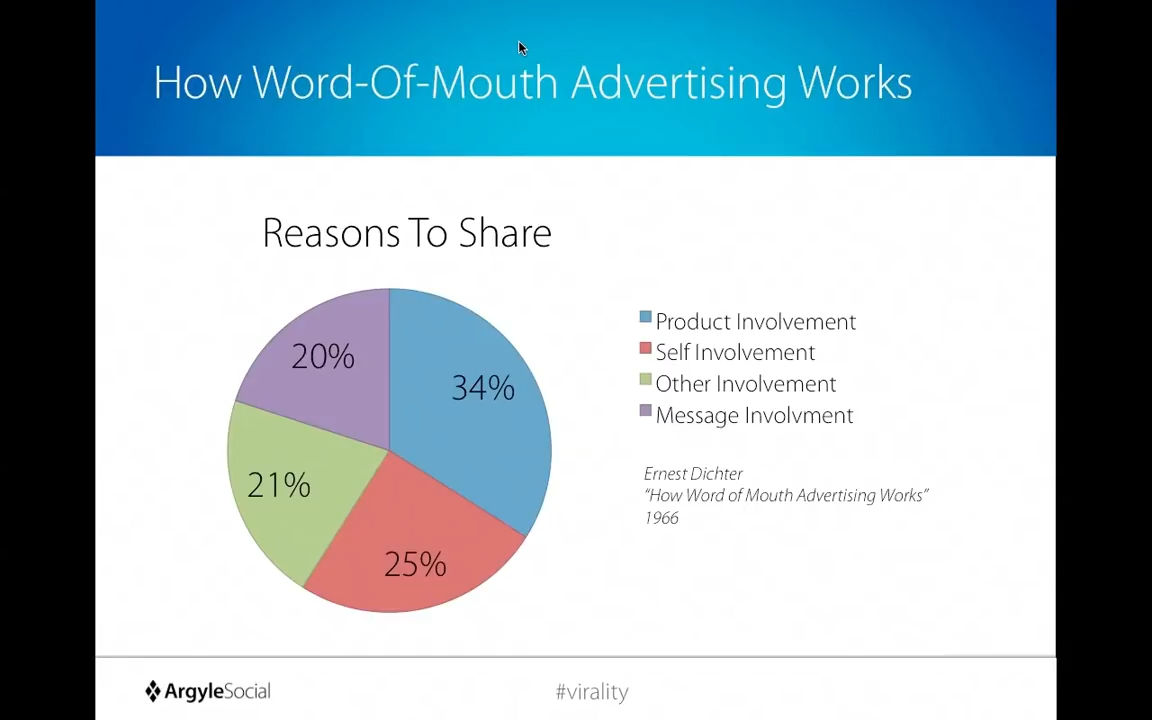 How Word-Of-Mouth Advertising Works
Reasons To Share
20%
34%
21%
25%
Product Involvement
Self Involvement
Other Involvement
Message Involvment
Ernest Dichter
“How Word of Mouth Advertising Works”
1966
ArgyleSocial
#virality